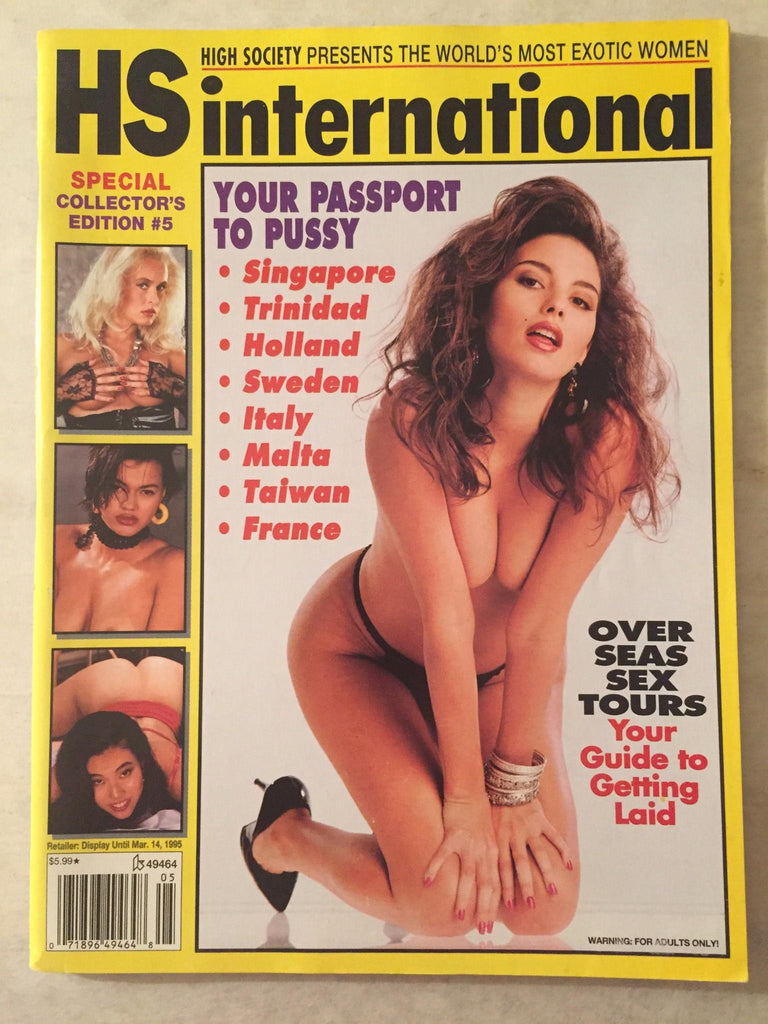 HIGH SOCIETY PRESENTS THE WORLD'S MOST EXOTIC WOMEN
HS international
SPECIAL
COLLECTOR'S
EDITION #5
YOUR PASSPORT
TO PUSSY
• Singapore
• Trinidad
• Holland
• Sweden
• Italy
• Malta
• Taiwan
• France
OVER
SEAS
SEX
TOURS
Your
Guide to
Getting
Laid
Retailer: Display Until Mar. 14, 1995
$5.99★
49464
05
0 71896 49464 8
WARNING: FOR ADULTS ONLY!